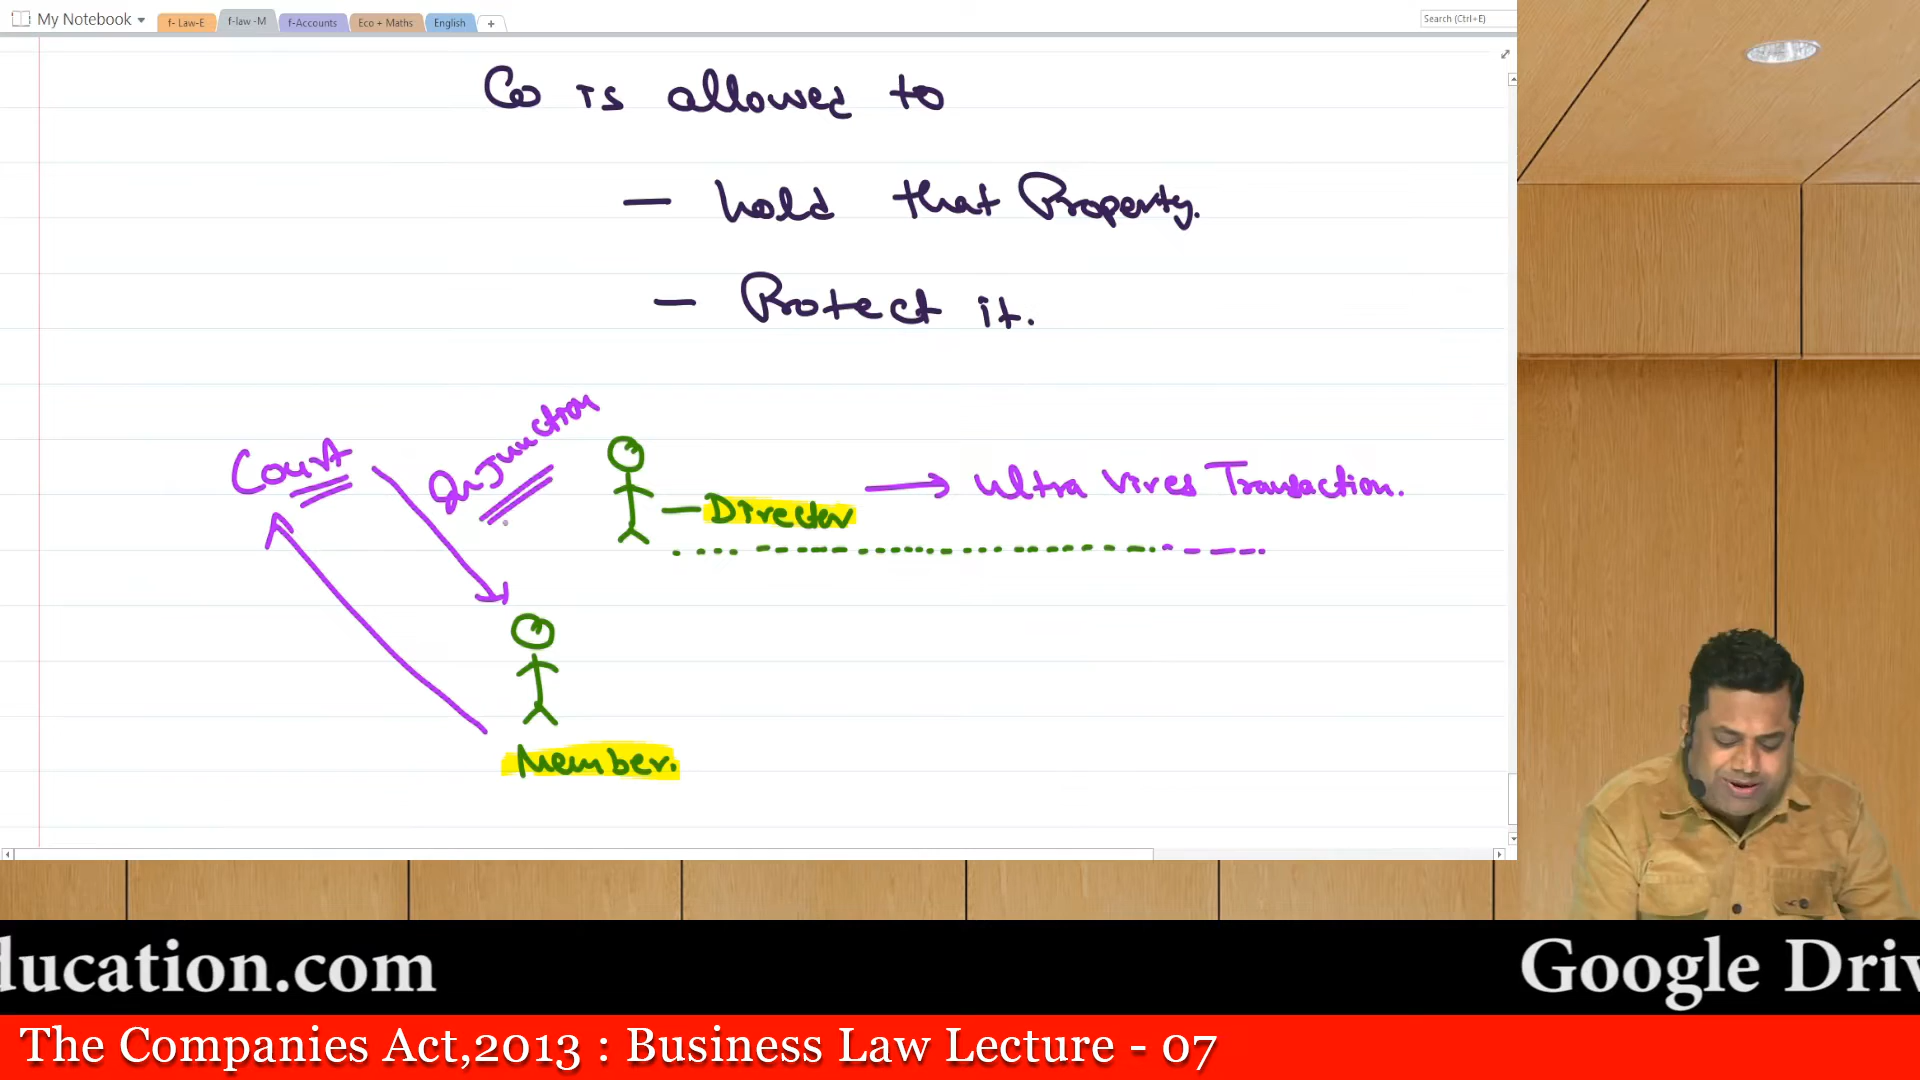 My Notebook
f- Law-E
f-law -M
f-Accounts
Eco + Maths
English
+
Search (Ctrl+E)
Co is allowed to
— hold that Property.
— Protect it.
Court
Injunction
— Director → Ultra Vires Transaction.
Member.
ducation.com
Google Driv
The Companies Act,2013 : Business Law Lecture - 07